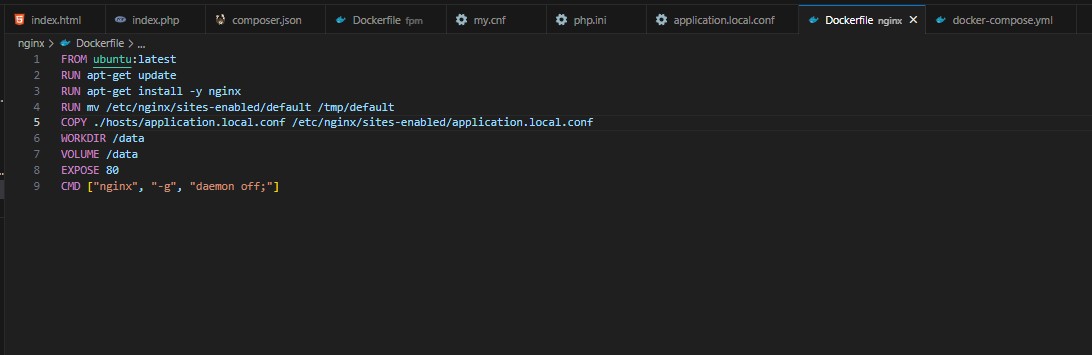 index.html index.php composer.json Dockerfile fpm my.cnf php.ini application.local.conf Dockerfile nginx docker-compose.yml
nginx > Dockerfile > ...
1 FROM ubuntu:latest
2 RUN apt-get update
3 RUN apt-get install -y nginx
4 RUN mv /etc/nginx/sites-enabled/default /tmp/default
5 COPY ./hosts/application.local.conf /etc/nginx/sites-enabled/application.local.conf
6 WORKDIR /data
7 VOLUME /data
8 EXPOSE 80
9 CMD ["nginx", "-g", "daemon off;"]